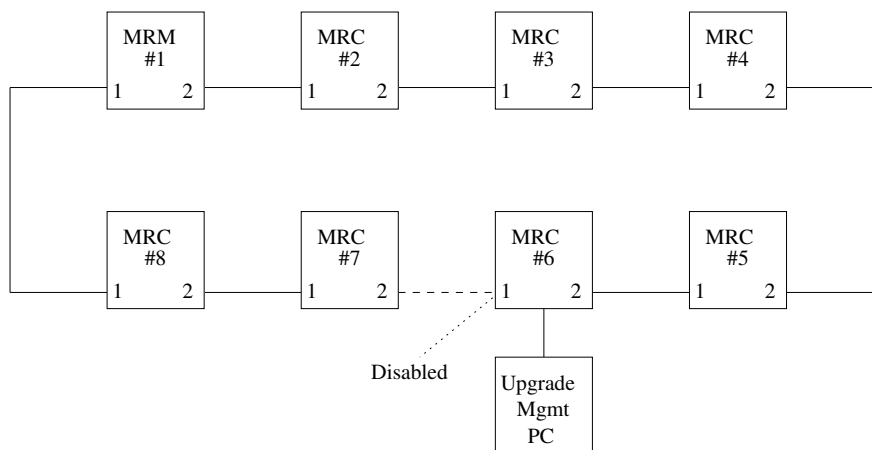 MRM
#1
1 2
MRC
#2
1 2
MRC
#3
1 2
MRC
#4
1 2
MRC
#8
1 2
MRC
#7
1 2
MRC
#6
1 2
MRC
#5
1 2
Disabled
Upgrade
Mgmt
PC